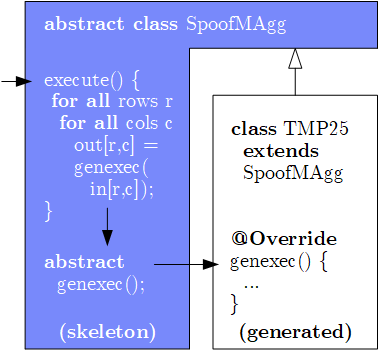 abstract class SpoofMAgg
execute() {
for all rows r
for all cols c
out[r,c] =
genexec(
in[r,c]);
}
abstract
genexec();
(skeleton)
class TMP25
extends
SpoofMAgg
@Override
genexec() {
...
}
(generated)